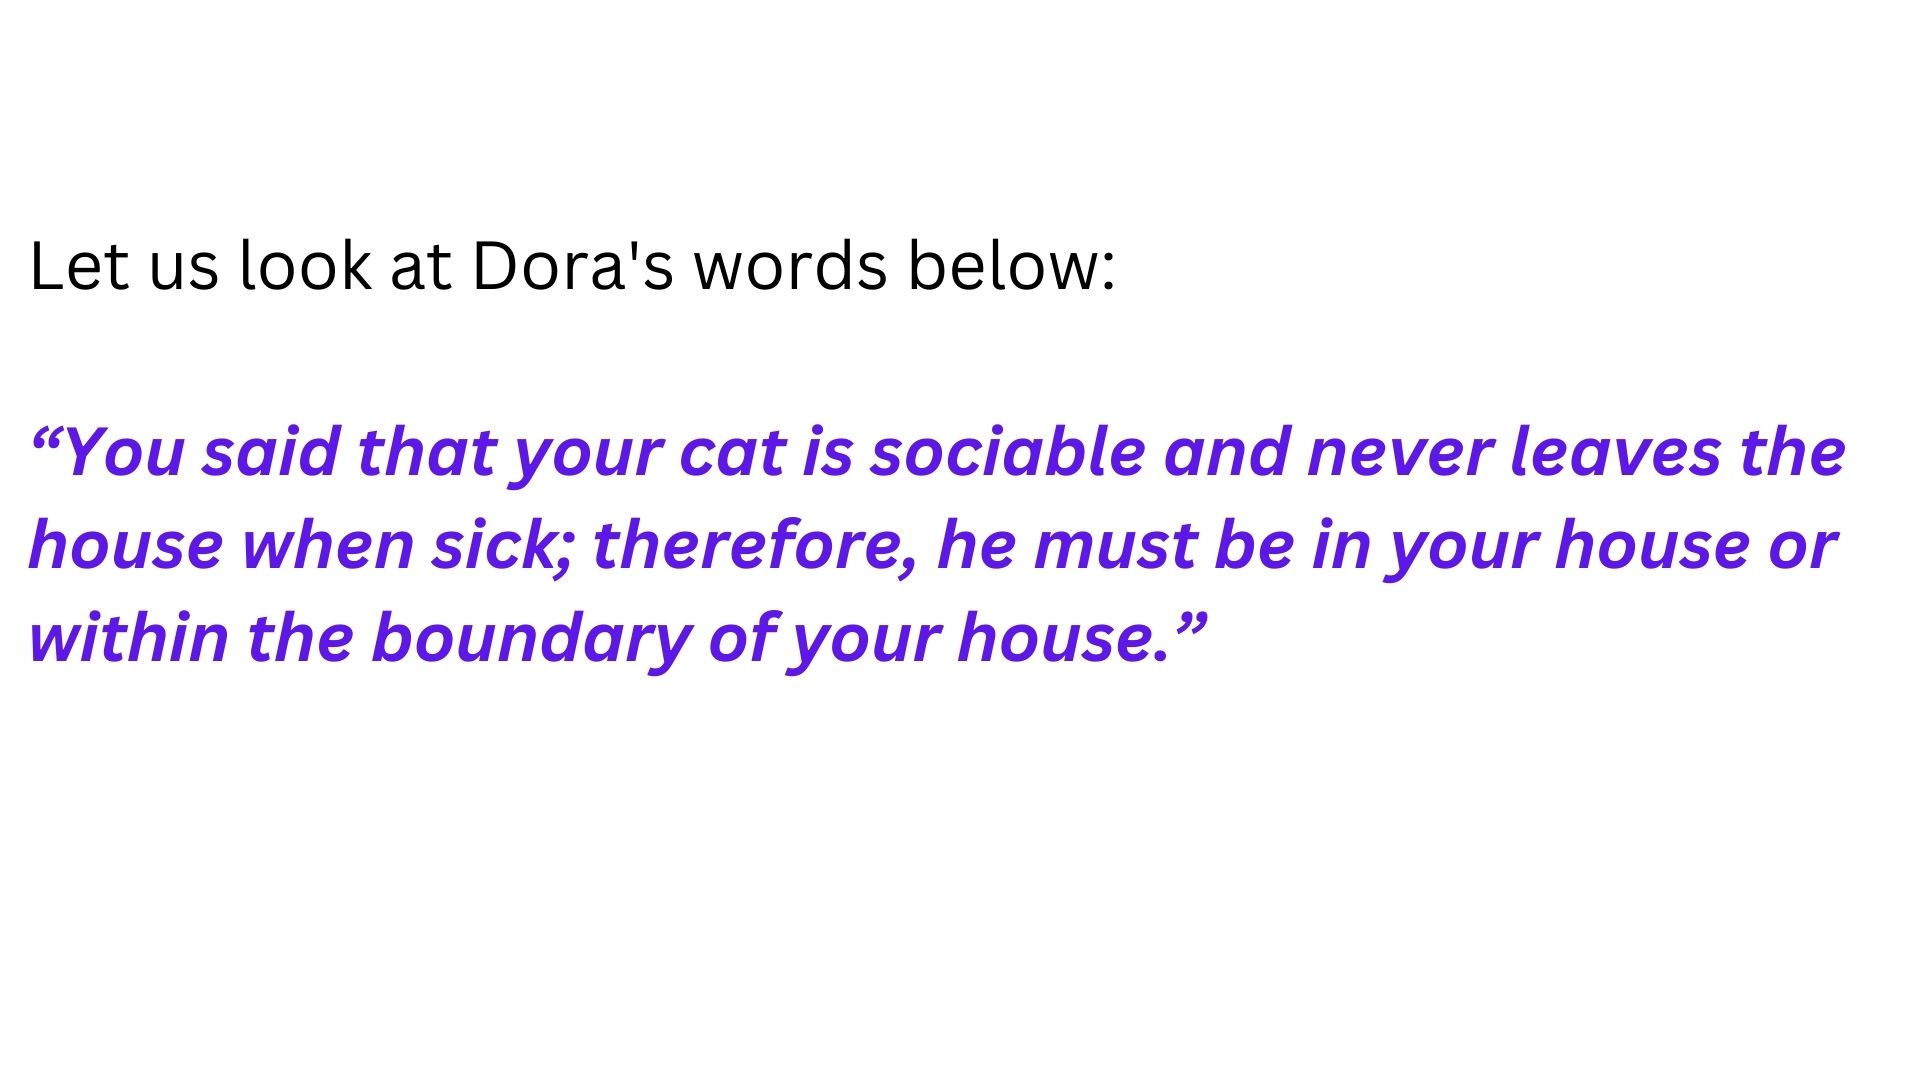 Let us look at Dora's words below:
“You said that your cat is sociable and never leaves the
house when sick; therefore, he must be in your house or
within the boundary of your house.”